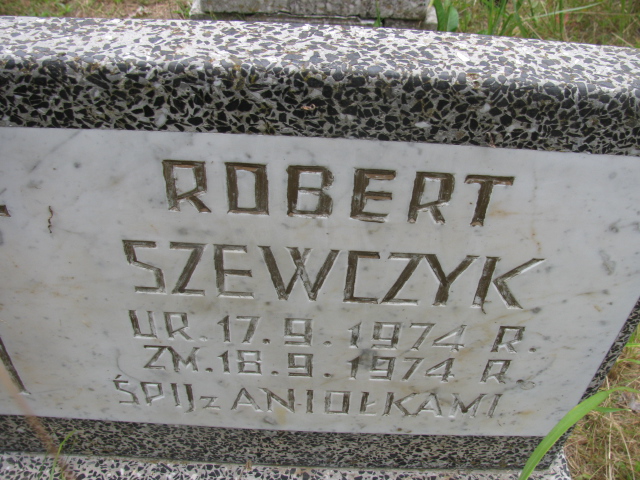 ROBERT
SZEWCZYK
UR. 17. 9. 1974 R.
ZM. 18. 9. 1974 R
ŚPIJ z ANIOŁKAMI